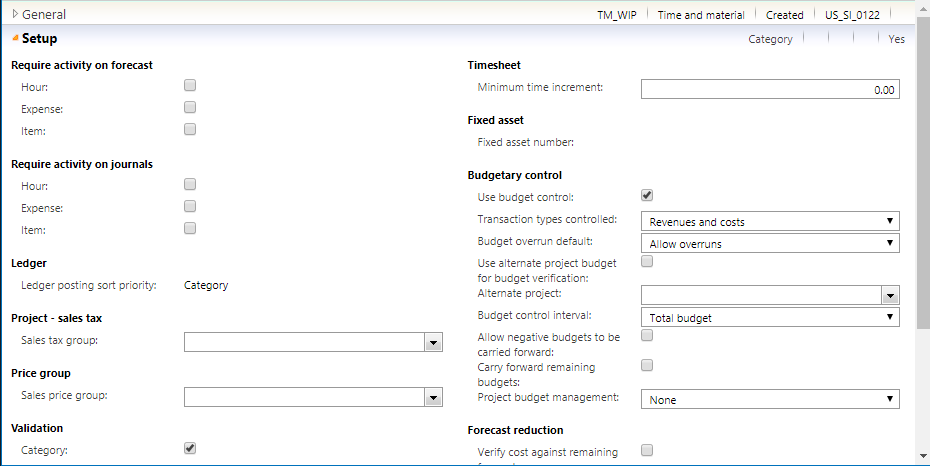 General TM_WIP Time and material Created US_SI_0122
Setup Category Yes
Require activity on forecast
Hour:
Expense:
Item:
Require activity on journals
Hour:
Expense:
Item:
Ledger
Ledger posting sort priority: Category
Project - sales tax
Sales tax group:
Price group
Sales price group:
Validation
Category:
Timesheet
Minimum time increment: 0.00
Fixed asset
Fixed asset number:
Budgetary control
Use budget control:
Transaction types controlled: Revenues and costs
Budget overrun default: Allow overruns
Use alternate project budget
for budget verification:
Alternate project:
Budget control interval: Total budget
Allow negative budgets to be
carried forward:
Carry forward remaining
budgets:
Project budget management: None
Forecast reduction
Verify cost against remaining